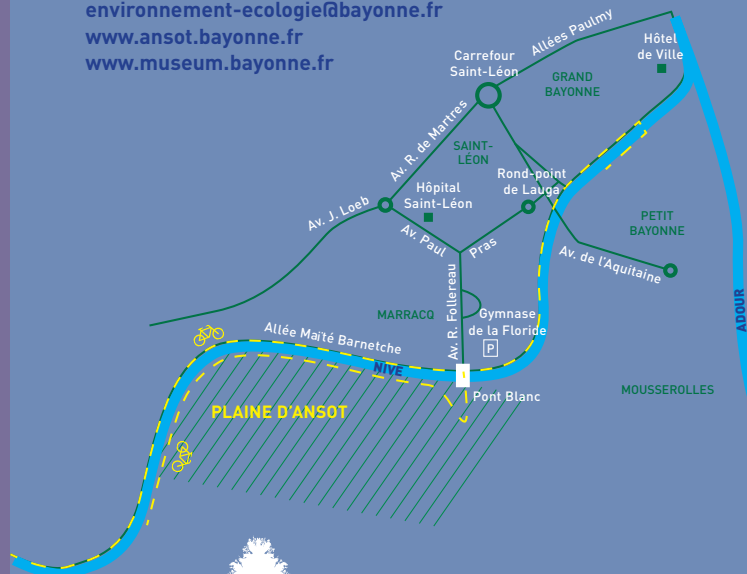 environnement-ecologie@bayonne.fr
www.ansot.bayonne.fr
www.museum.bayonne.fr
Allées Paulmy
Hôtel
de Ville
Carrefour
Saint-Léon
GRAND
BAYONNE
Av. R. de Martres
SAINT-
LÉON
Rond-point
de Lauga
Hôpital
Saint-Léon
Av. J. Loeb
Av. Paul
Pras
PETIT
BAYONNE
Av. de l'Aquitaine
ADOUR
Av. R. Follereau
MARRACQ
Gymnase
de la Floride
P
Allée Maïté Barnetche
NIVE
MOUSSEROLLES
Pont Blanc
PLAINE D'ANSOT